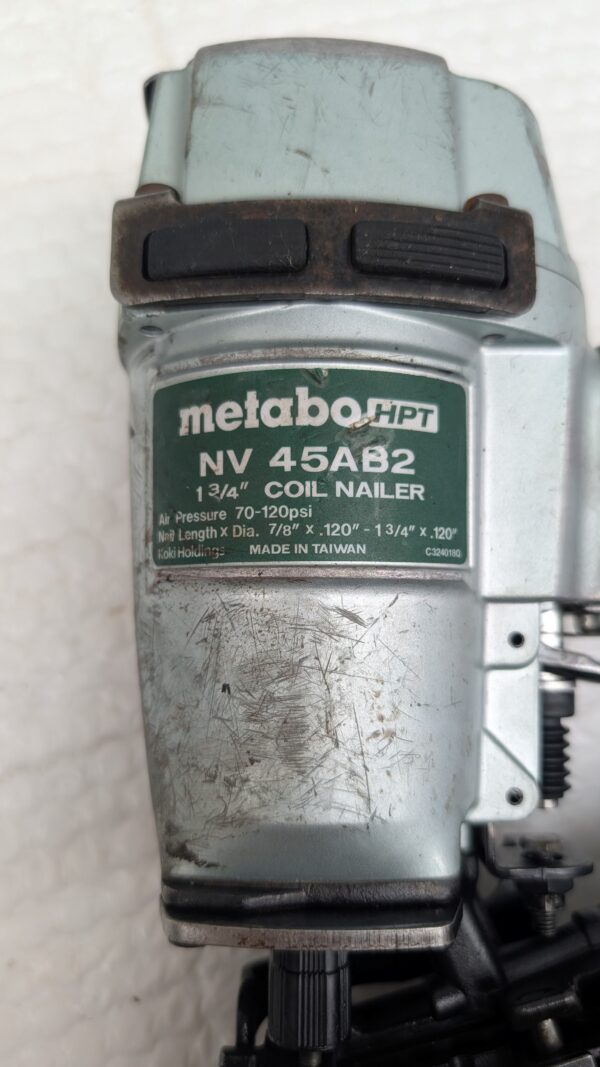 metabo HPT
NV 45AB2
1 3/4" COIL NAILER
Air Pressure 70-120psi
Nail Length x Dia. 7/8" x .120" - 1 3/4" x .120"
Koki Holdings MADE IN TAIWAN C324018Q